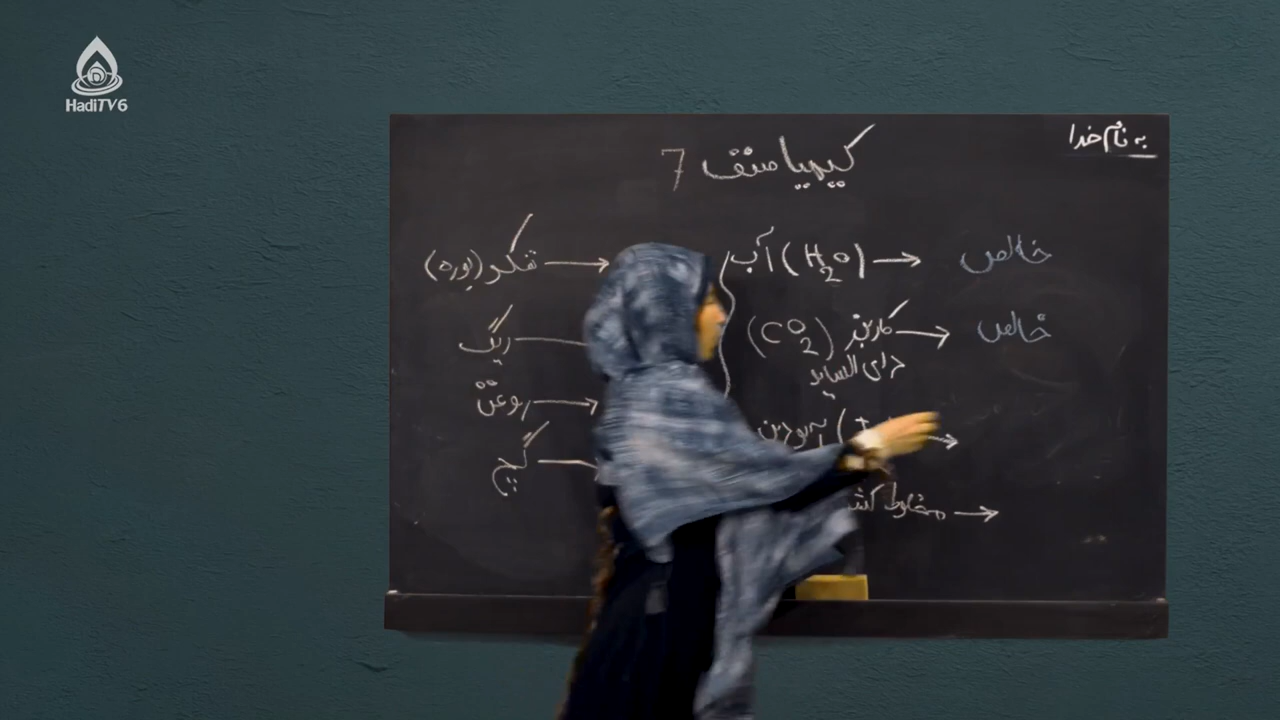 HadiTV6
به نام خدا
کیمیا صنف 7
خالص ← (H2O) آب
خالص ← کاربن (CO2)
دای اکساید
←
← مخلوط
شکر (بوره) →
ریگ
روغن →
گچ